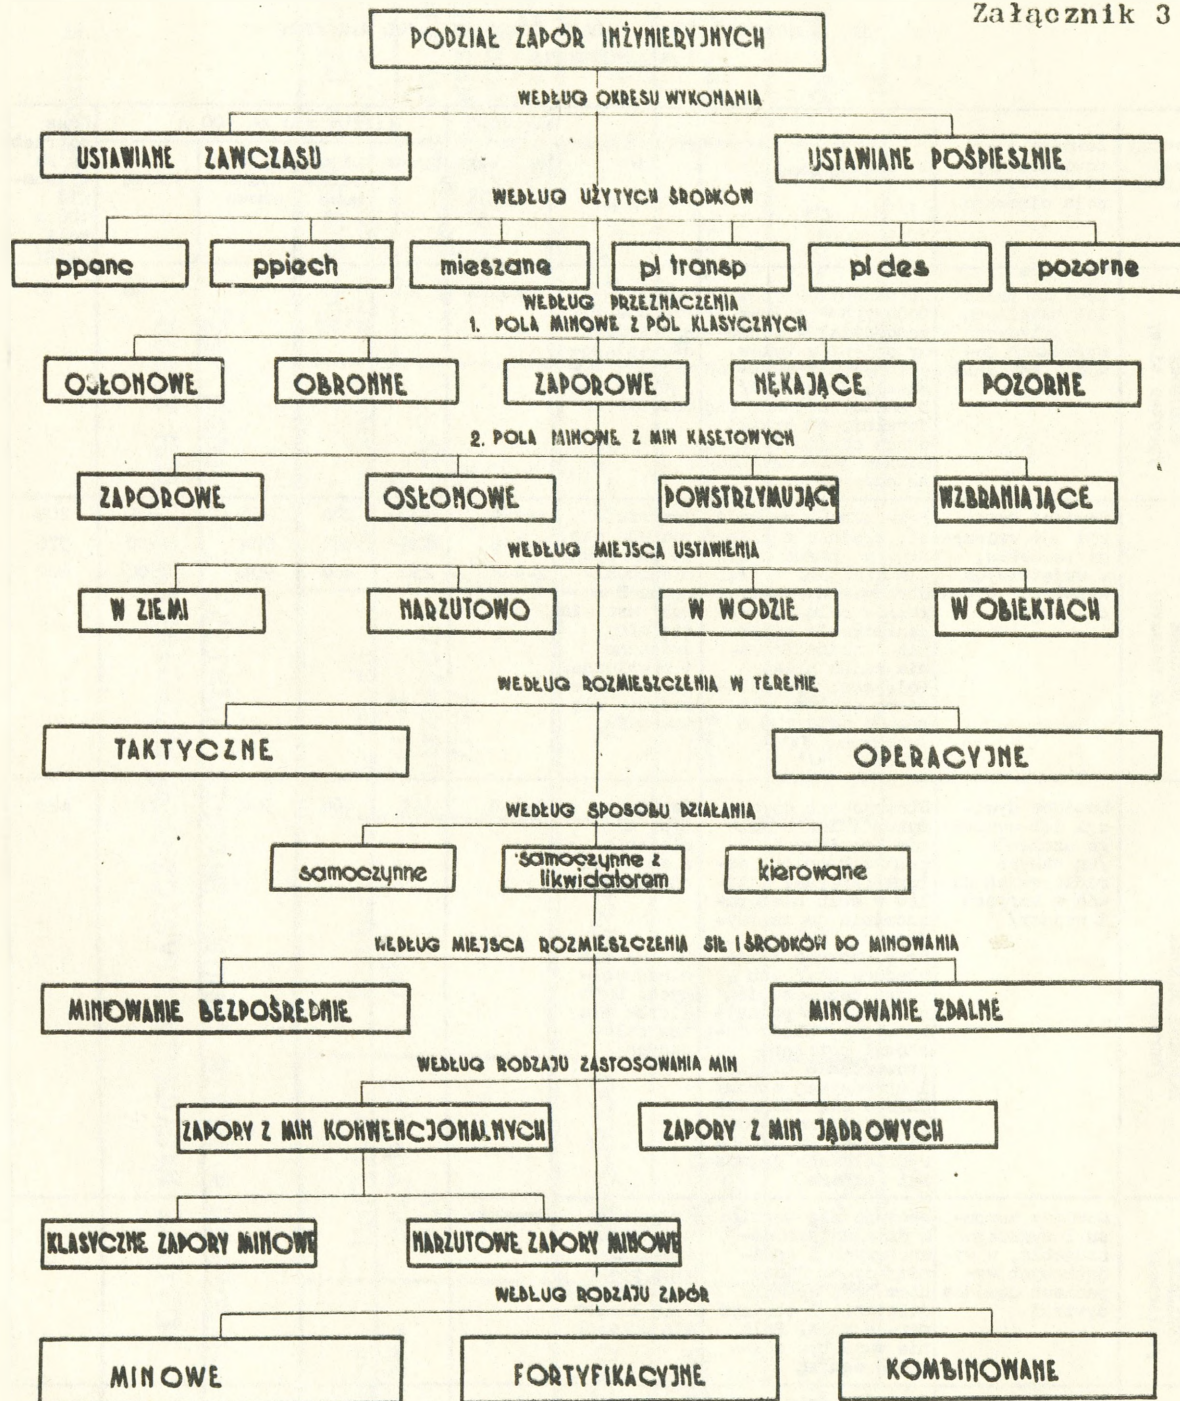 Załącznik 3
PODZIAŁ ZAPÓR INŻYNIERYJNYCH
WEDŁUG OKRESU WYKONANIA
USTAWIANE ZAWCZASU
USTAWIANE POŚPIESZNIE
WEDŁUG UŻYTYCH ŚRODKÓW
ppanc
ppiech
mieszane
pl transp
pl des
pozorne
WEDŁUG PRZEZNACZENIA
1. POLA MINOWE Z PÓL KLASYCZNYCH
OSŁONOWE
OBRONNE
ZAPOROWE
NĘKAJĄCE
POZORNE
2. POLA MINOWE Z MIN KASETOWYCH
ZAPOROWE
OSŁONOWE
POWSTRZYMUJĄCE
WZBRANIAJĄCE
WEDŁUG MIEJSCA USTAWIENIA
W ZIEMI
NARZUTOWO
W WODZIE
W OBIEKTACH
WEDŁUG ROZMIESZCZENIA W TERENIE
TAKTYCZNE
OPERACYJNE
WEDŁUG SPOSOBU DZIAŁANIA
samoczynne
samoczynne z
likwidatorem
kierowane
WEDŁUG MIEJSCA ROZMIESZCZENIA SIŁ I ŚRODKÓW DO MINOWANIA
MINOWANIE BEZPOŚREDNIE
MINOWANIE ZDALNE
WEDŁUG RODZAJU ZASTOSOWANIA MIN
ZAPORY Z MIN KONWENCJONALNYCH
ZAPORY Z MIN JĄDROWYCH
KLASYCZNE ZAPORY MINOWE
NARZUTOWE ZAPORY MINOWE
WEDŁUG RODZAJU ZAPÓR
MINOWE
FORTYFIKACYJNE
KOMBINOWANE